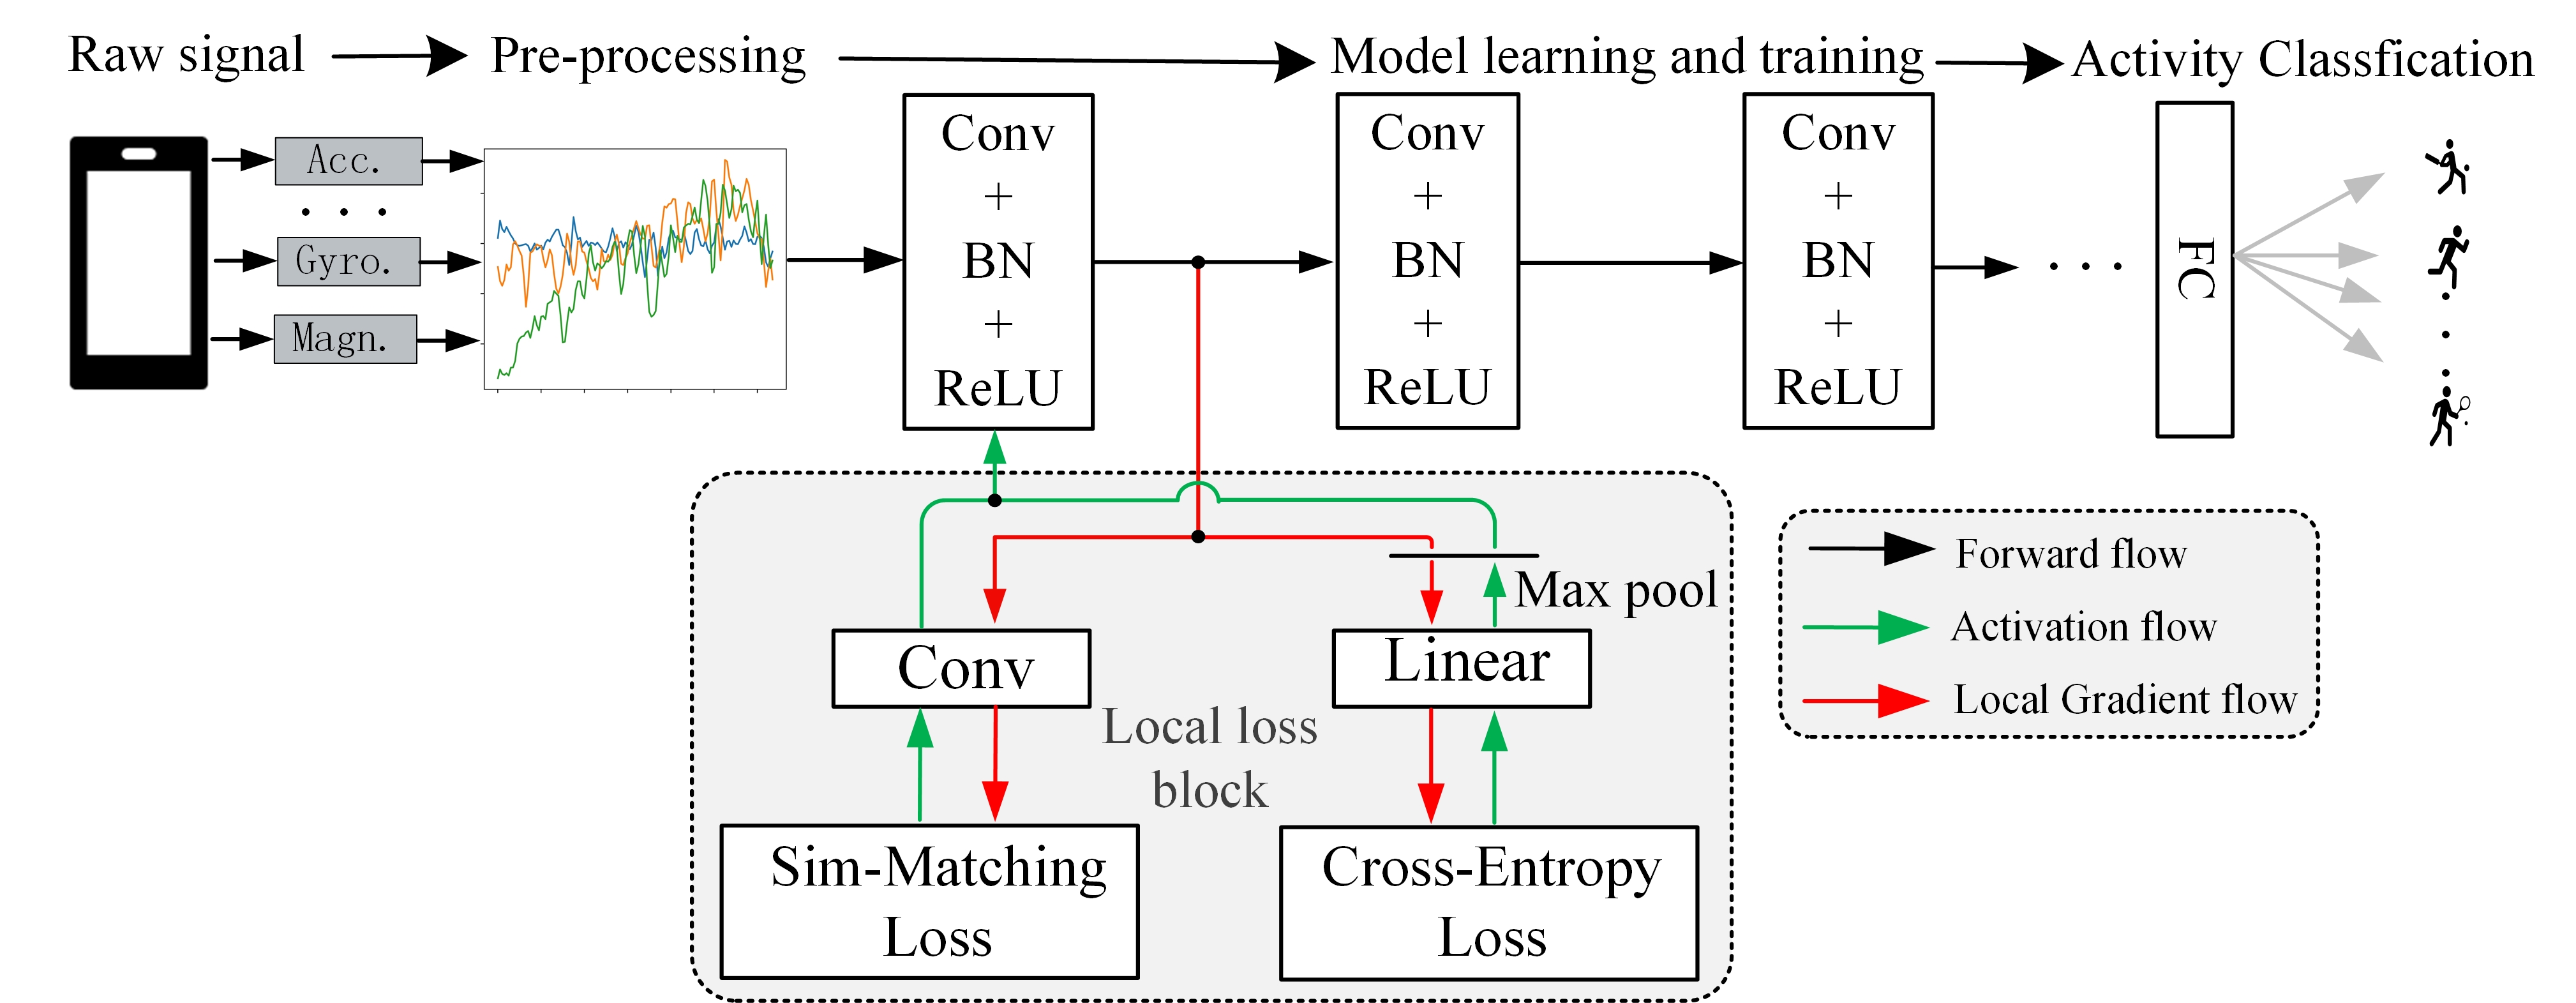 Raw signal
Pre-processing
Model learning and training
Activity Classfication
Acc.
Gyro.
Magn.
Conv
+
BN
+
ReLU
Conv
+
BN
+
ReLU
Conv
+
BN
+
ReLU
FC
Max pool
Conv
Linear
Local loss
block
Sim-Matching
Loss
Cross-Entropy
Loss
Forward flow
Activation flow
Local Gradient flow